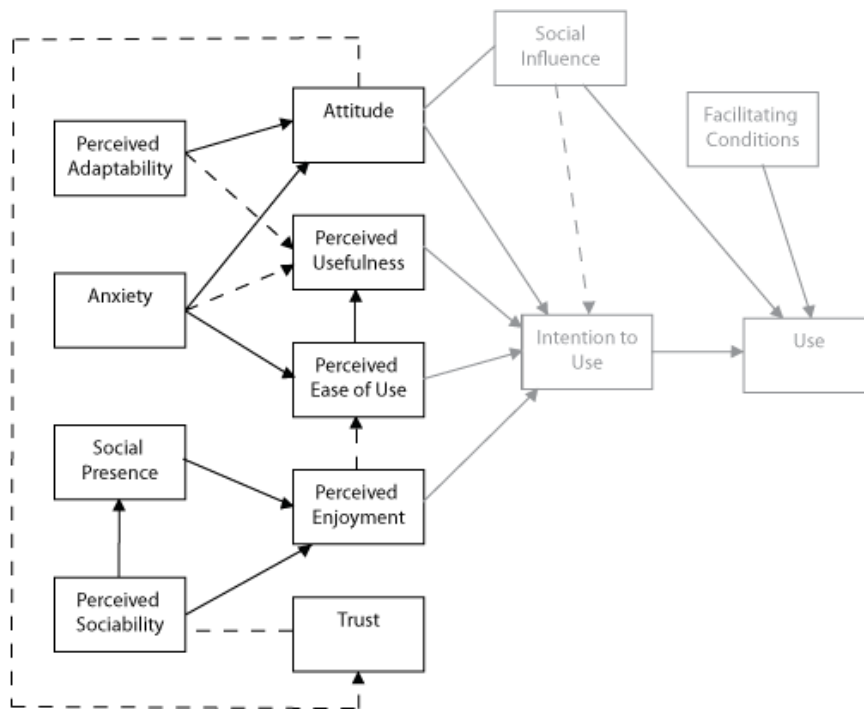 Social
Influence
Attitude
Facilitating
Conditions
Perceived
Adaptability
Perceived
Usefulness
Anxiety
Intention to
Use
Use
Perceived
Ease of Use
Social
Presence
Perceived
Enjoyment
Perceived
Sociability
Trust